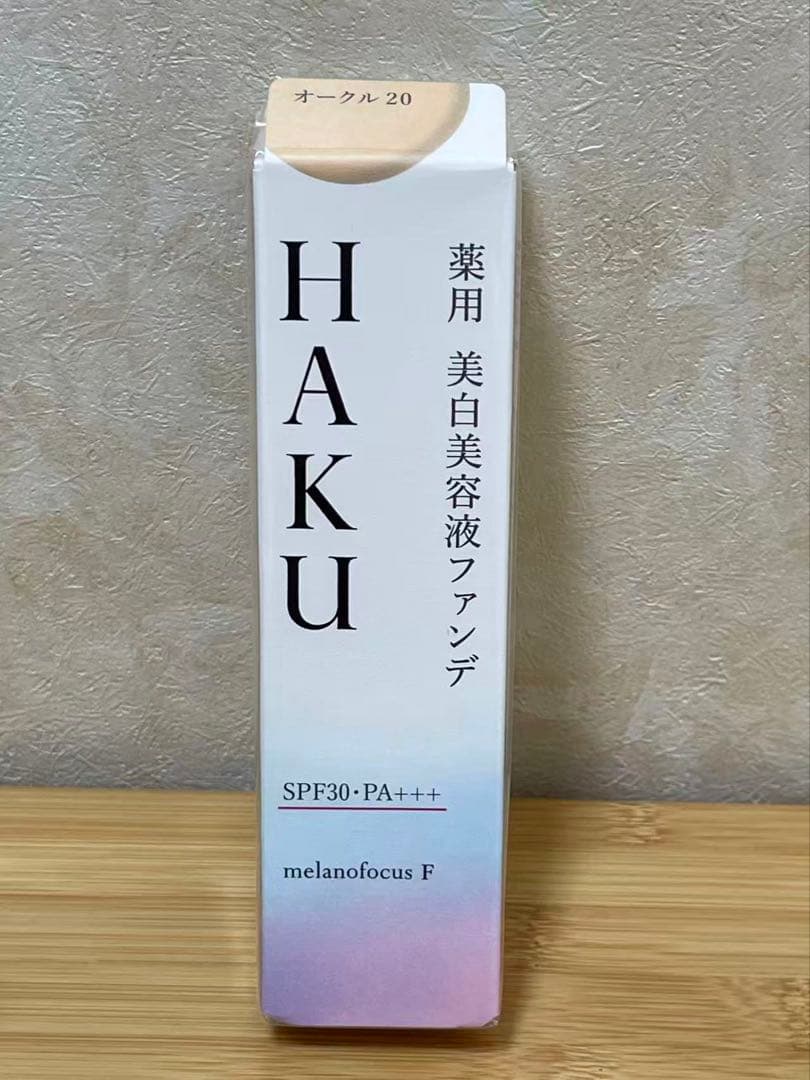 オークル 20
HAKU
薬用 美白美容液ファンデ
SPF30・PA+++
melanofocus F